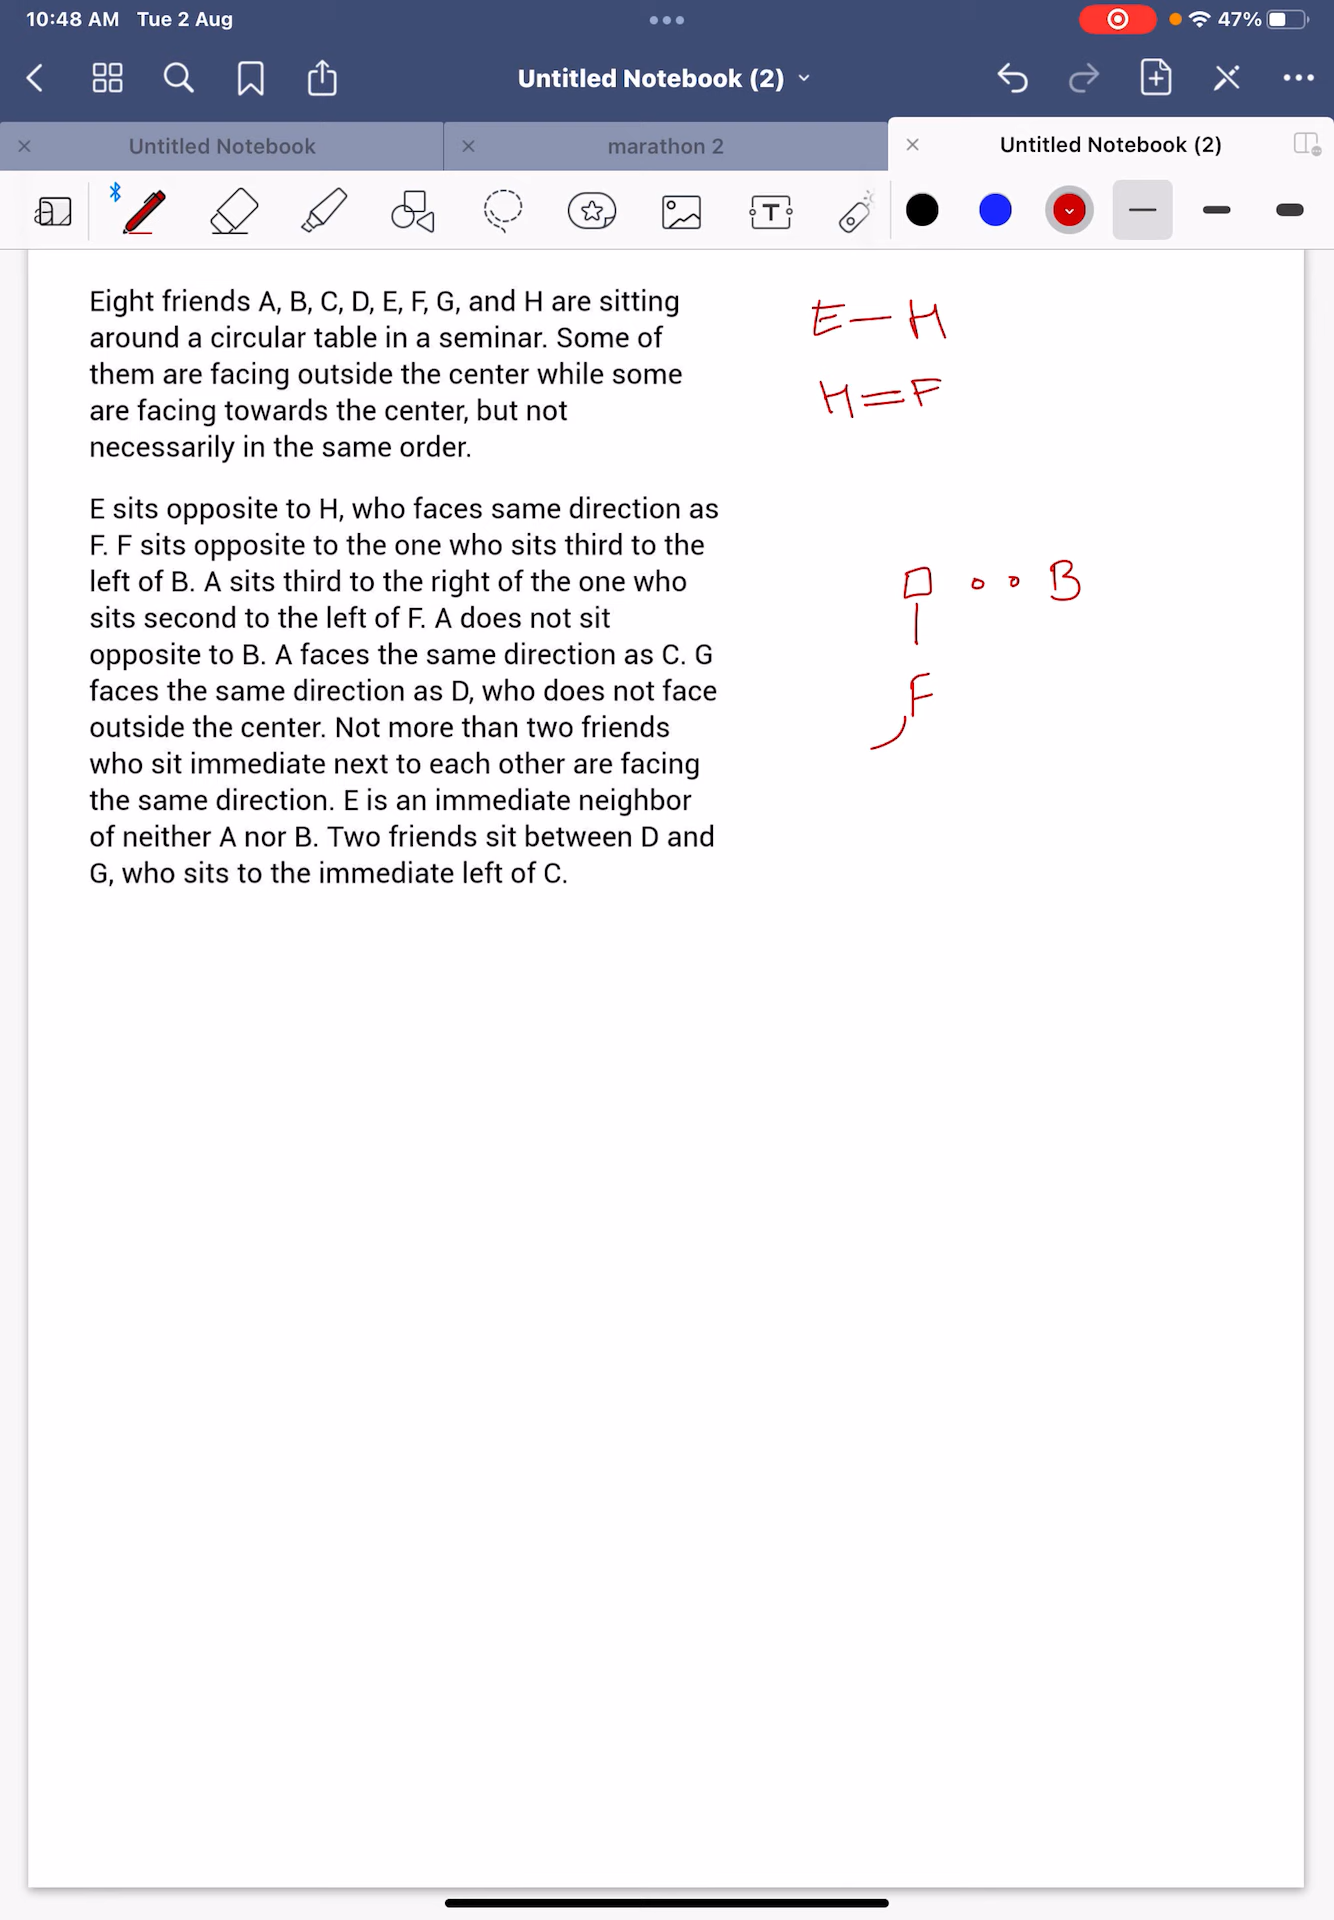 10:48 AM Tue 2 Aug
47%
Untitled Notebook (2)
Untitled Notebook
marathon 2
Untitled Notebook (2)
Eight friends A, B, C, D, E, F, G, and H are sitting
around a circular table in a seminar. Some of
them are facing outside the center while some
are facing towards the center, but not
necessarily in the same order.
E sits opposite to H, who faces same direction as
F. F sits opposite to the one who sits third to the
left of B. A sits third to the right of the one who
sits second to the left of F. A does not sit
opposite to B. A faces the same direction as C. G
faces the same direction as D, who does not face
outside the center. Not more than two friends
who sit immediate next to each other are facing
the same direction. E is an immediate neighbor
of neither A nor B. Two friends sit between D and
G, who sits to the immediate left of C.
E — H
H = F
B
F